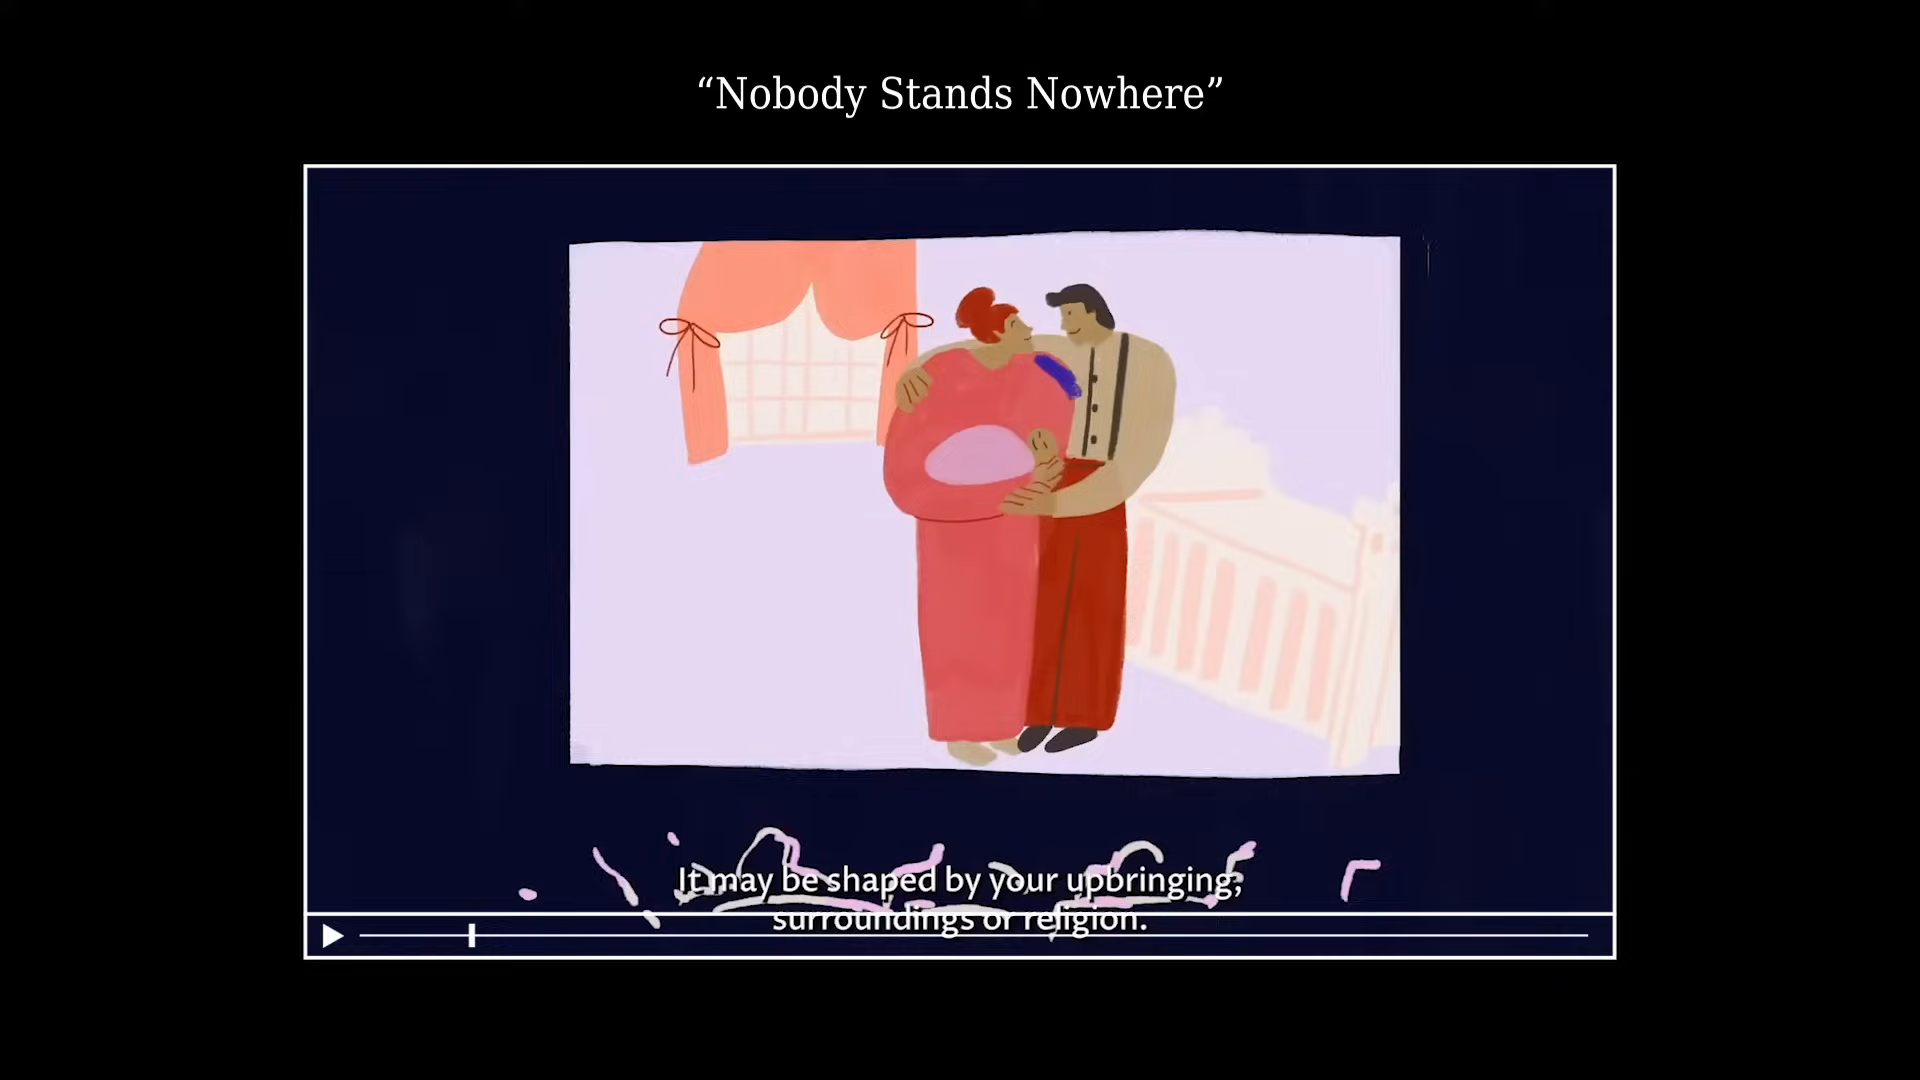 “Nobody Stands Nowhere”
It may be shaped by your upbringing,
surroundings or religion.